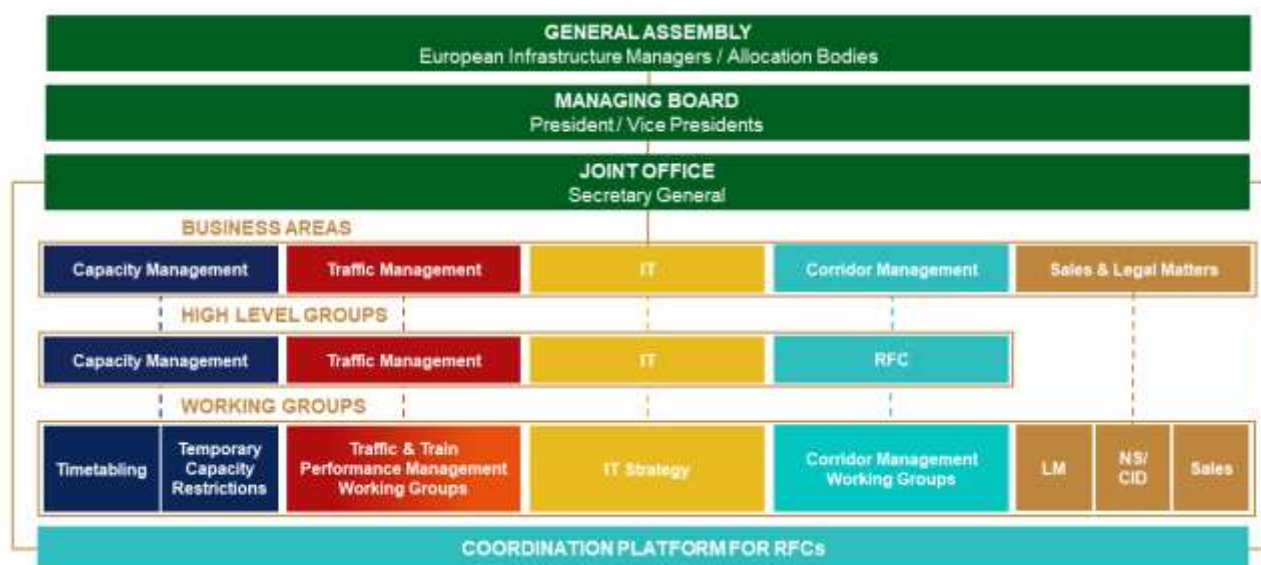 GENERAL ASSEMBLY
European Infrastructure Managers / Allocation Bodies
MANAGING BOARD
President / Vice Presidents
JOINT OFFICE
Secretary General
BUSINESS AREAS
Capacity Management
Traffic Management
IT
Corridor Management
Sales & Legal Matters
HIGH LEVEL GROUPS
Capacity Management
Traffic Management
IT
RFC
WORKING GROUPS
Timetabling
Temporary
Capacity
Restrictions
Traffic & Train
Performance Management
Working Groups
IT Strategy
Corridor Management
Working Groups
LM
NS/
CID
Sales
COORDINATION PLATFORM FOR RFCs